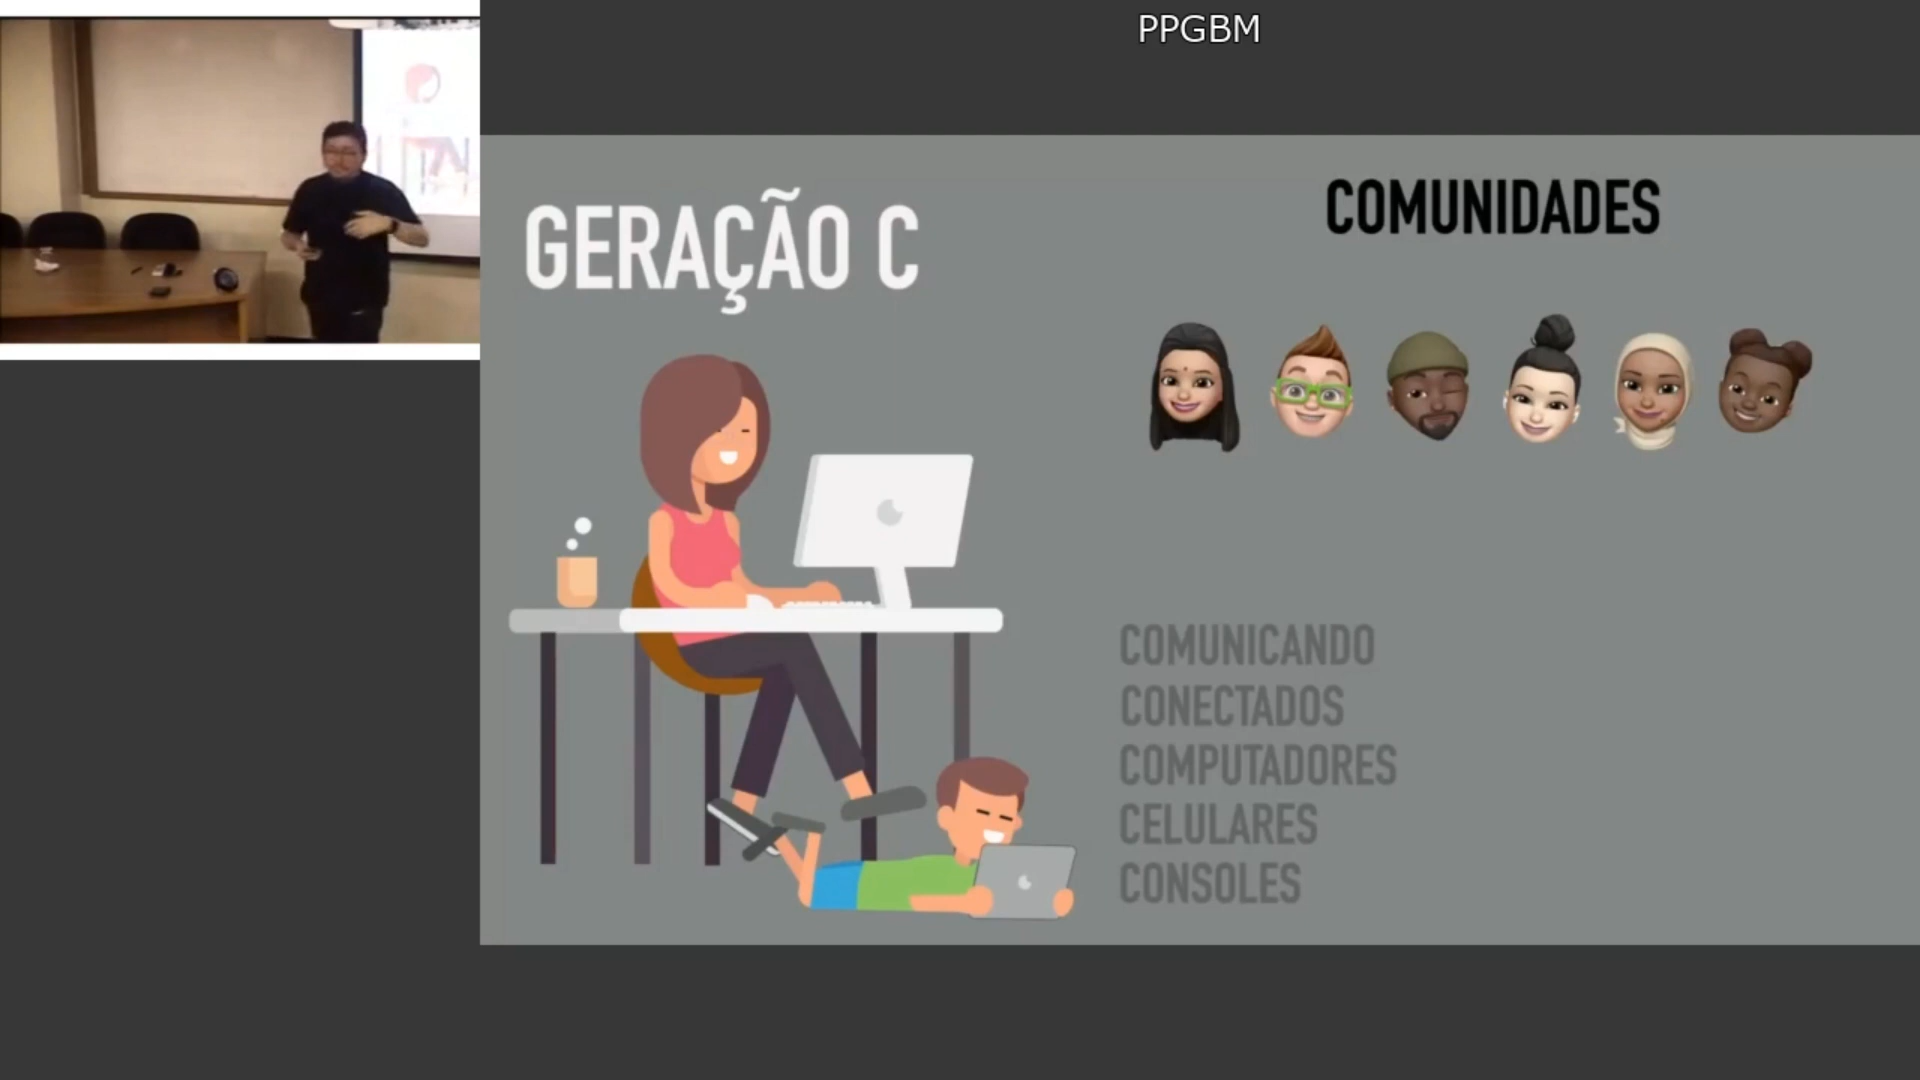 PPGBM
GERAÇÃO C
COMUNIDADES
COMUNICANDO
CONECTADOS
COMPUTADORES
CELULARES
CONSOLES